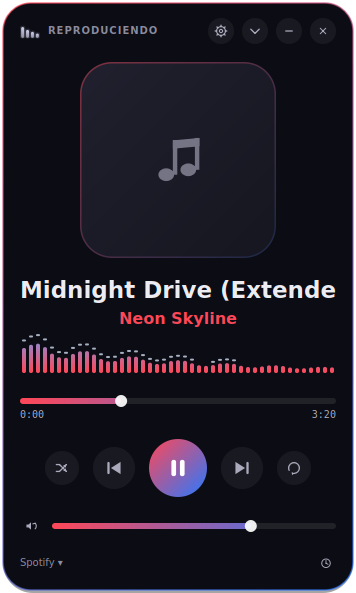 REPRODUCIENDO
Midnight Drive (Extende
Neon Skyline
0:00 3:20
Spotify ▾